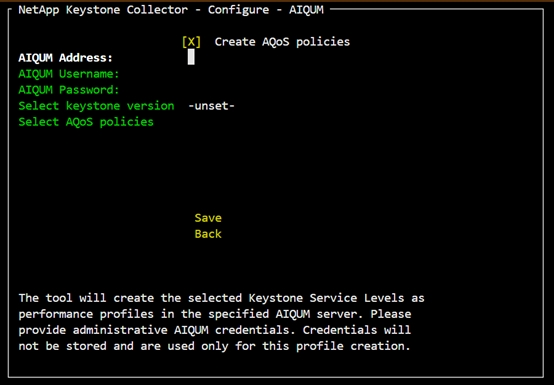 NetApp Keystone Collector - Configure - AIQUM
[X] Create AQoS policies
AIQUM Address:
AIQUM Username:
AIQUM Password:
Select keystone version -unset-
Select AQoS policies
Save
Back
The tool will create the selected Keystone Service Levels as
performance profiles in the specified AIQUM server. Please
provide administrative AIQUM credentials. Credentials will
not be stored and are used only for this profile creation.